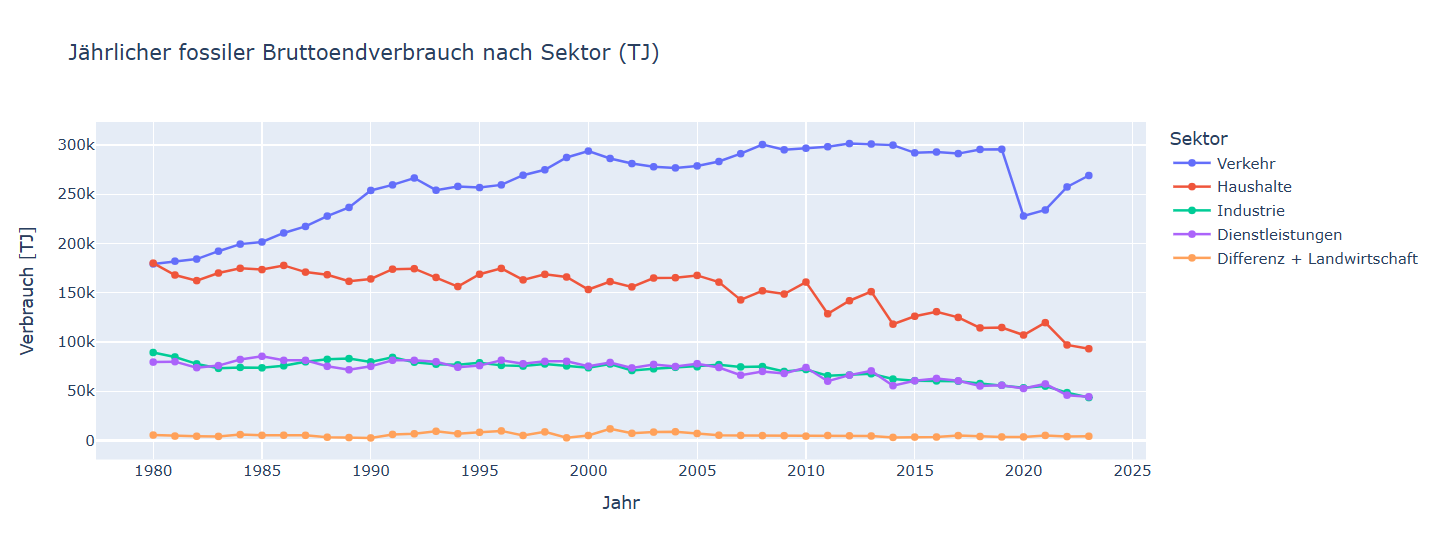 Jährlicher fossiler Bruttoendverbrauch nach Sektor (TJ)
Sektor
Verkehr
Haushalte
Industrie
Dienstleistungen
Differenz + Landwirtschaft
Verbrauch [TJ]
300k
250k
200k
150k
100k
50k
0
1980 1985 1990 1995 2000 2005 2010 2015 2020 2025
Jahr